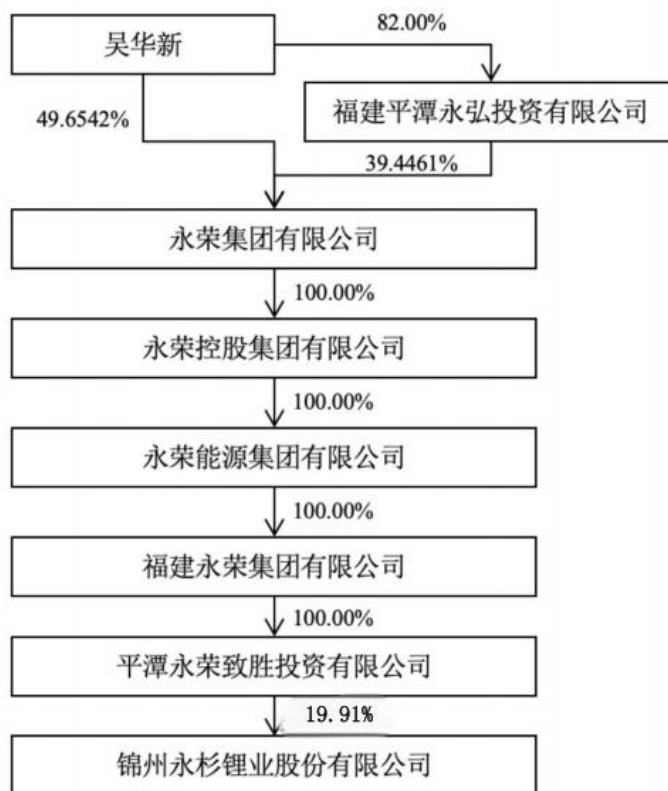 82.00%
吴华新
福建平潭永弘投资有限公司
49.6542%
39.4461%
永荣集团有限公司
100.00%
永荣控股集团有限公司
100.00%
永荣能源集团有限公司
100.00%
福建永荣集团有限公司
100.00%
平潭永荣致胜投资有限公司
19.91%
锦州永杉锂业股份有限公司